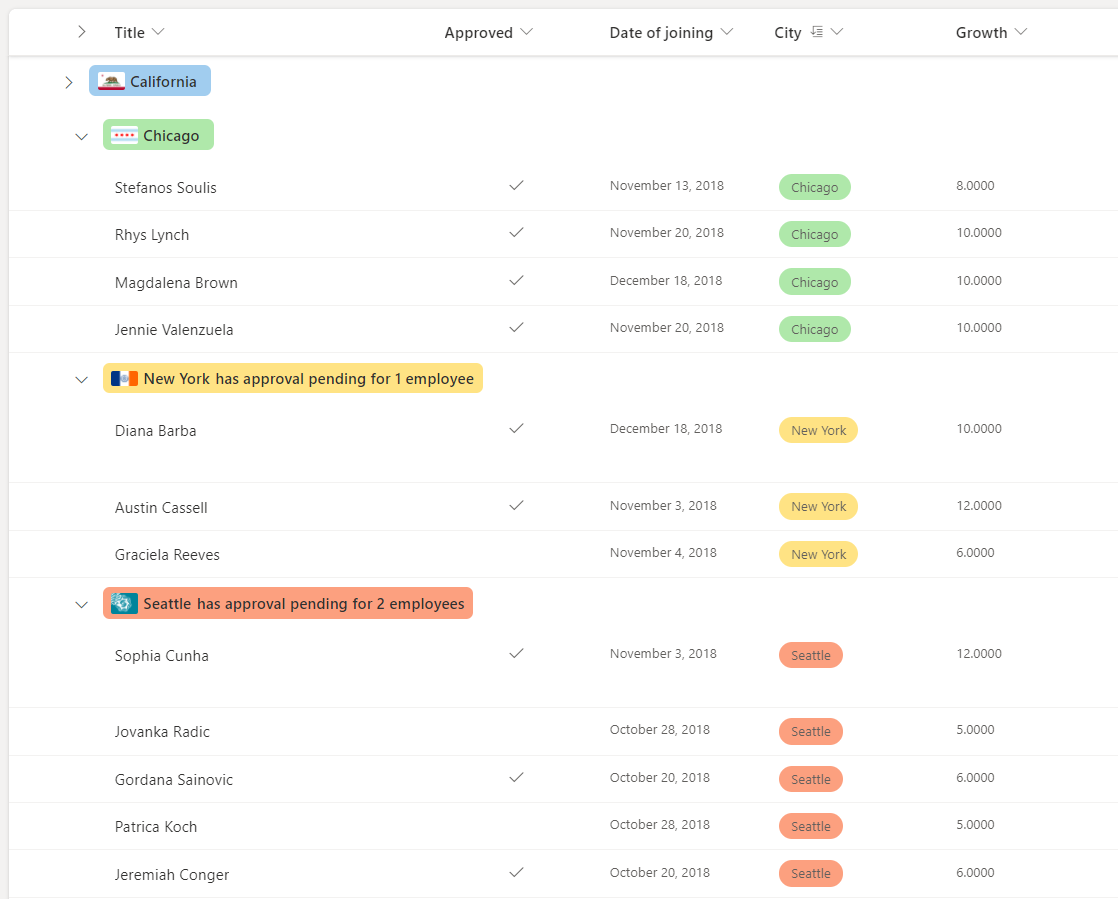 Title Approved Date of joining City Growth
California
Chicago
Stefanos Soulis November 13, 2018 Chicago 8.0000
Rhys Lynch November 20, 2018 Chicago 10.0000
Magdalena Brown December 18, 2018 Chicago 10.0000
Jennie Valenzuela November 20, 2018 Chicago 10.0000
New York has approval pending for 1 employee
Diana Barba December 18, 2018 New York 10.0000
Austin Cassell November 3, 2018 New York 12.0000
Graciela Reeves November 4, 2018 New York 6.0000
Seattle has approval pending for 2 employees
Sophia Cunha November 3, 2018 Seattle 12.0000
Jovanka Radic October 28, 2018 Seattle 5.0000
Gordana Sainovic October 20, 2018 Seattle 6.0000
Patrica Koch October 28, 2018 Seattle 5.0000
Jeremiah Conger October 20, 2018 Seattle 6.0000